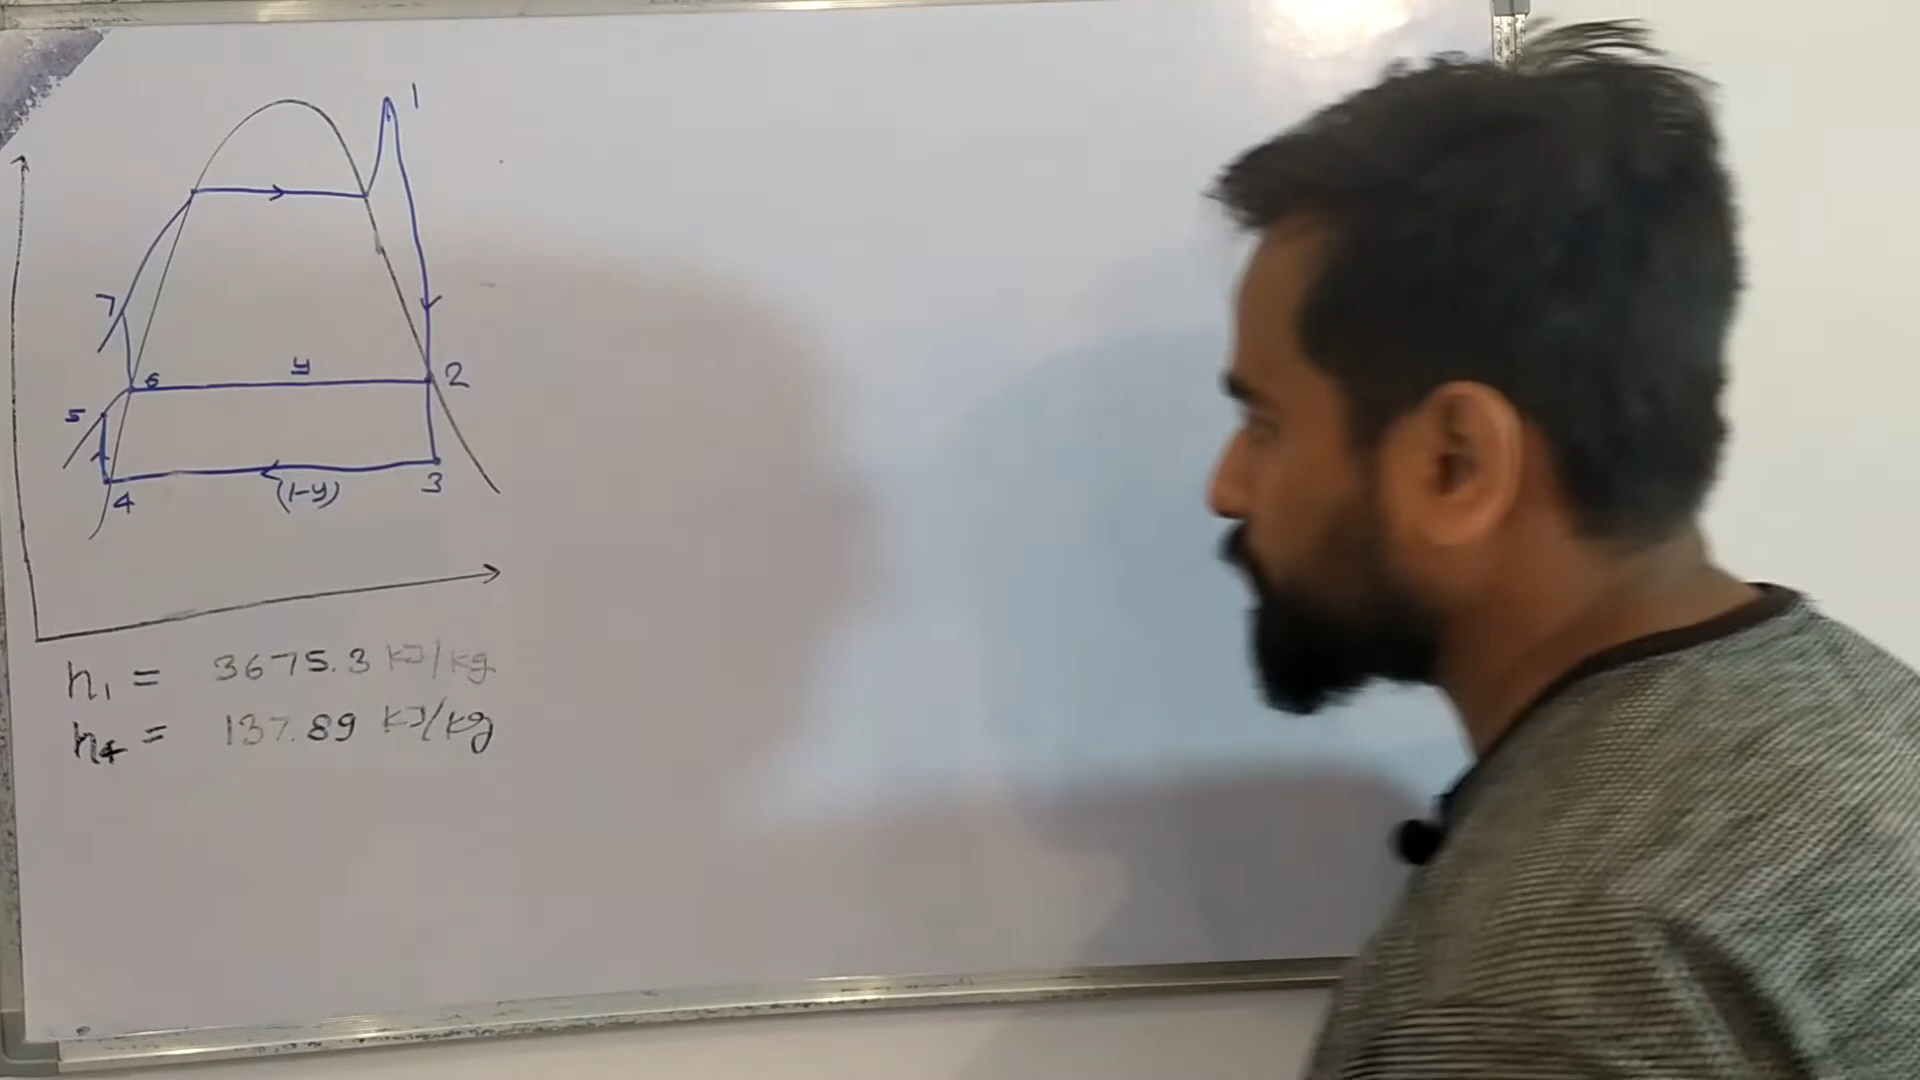 1
7
6
y
2
5
4
(1-y)
3
h₁ = 3675.3 kJ/kg
h₄ = 137.89 kJ/kg